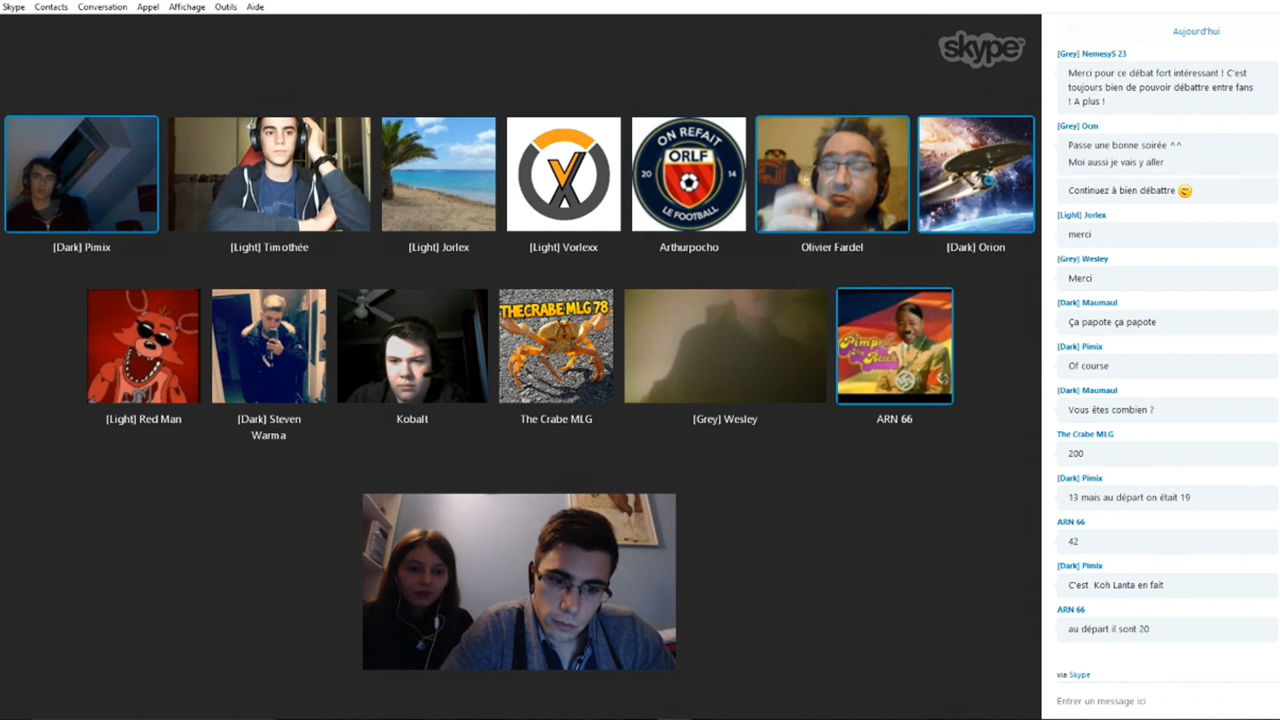 Skype Contacts Conversation Appel Affichage Outils Aide
skype™
ON REFAIT
ORLF
20 14
LE FOOTBALL
[Dark] Pimix
[Light] Timothée
[Light] Jorlex
[Light] Vorlexx
Arthurpocho
Olivier Fardel
[Dark] Orion
THE CRABE MLG 78
Pimp
Reich
[Light] Red Man
[Dark] Steven
Warma
Kobalt
The Crabe MLG
[Grey] Wesley
ARN 66
Aujourd'hui
[Grey] NemesyS 23
Merci pour ce débat fort intéressant ! C'est
toujours bien de pouvoir débattre entre fans
! A plus !
[Grey] Ocm
Passe une bonne soirée ^^
Moi aussi je vais y aller
Continuez à bien débattre
[Light] Jorlex
merci
[Grey] Wesley
Merci
[Dark] Maumaul
Ça papote ça papote
[Dark] Pimix
Of course
[Dark] Maumaul
Vous êtes combien ?
The Crabe MLG
200
[Dark] Pimix
13 mais au départ on était 19
ARN 66
42
[Dark] Pimix
C'est Koh Lanta en fait
ARN 66
au départ il sont 20
via Skype
Entrer un message ici